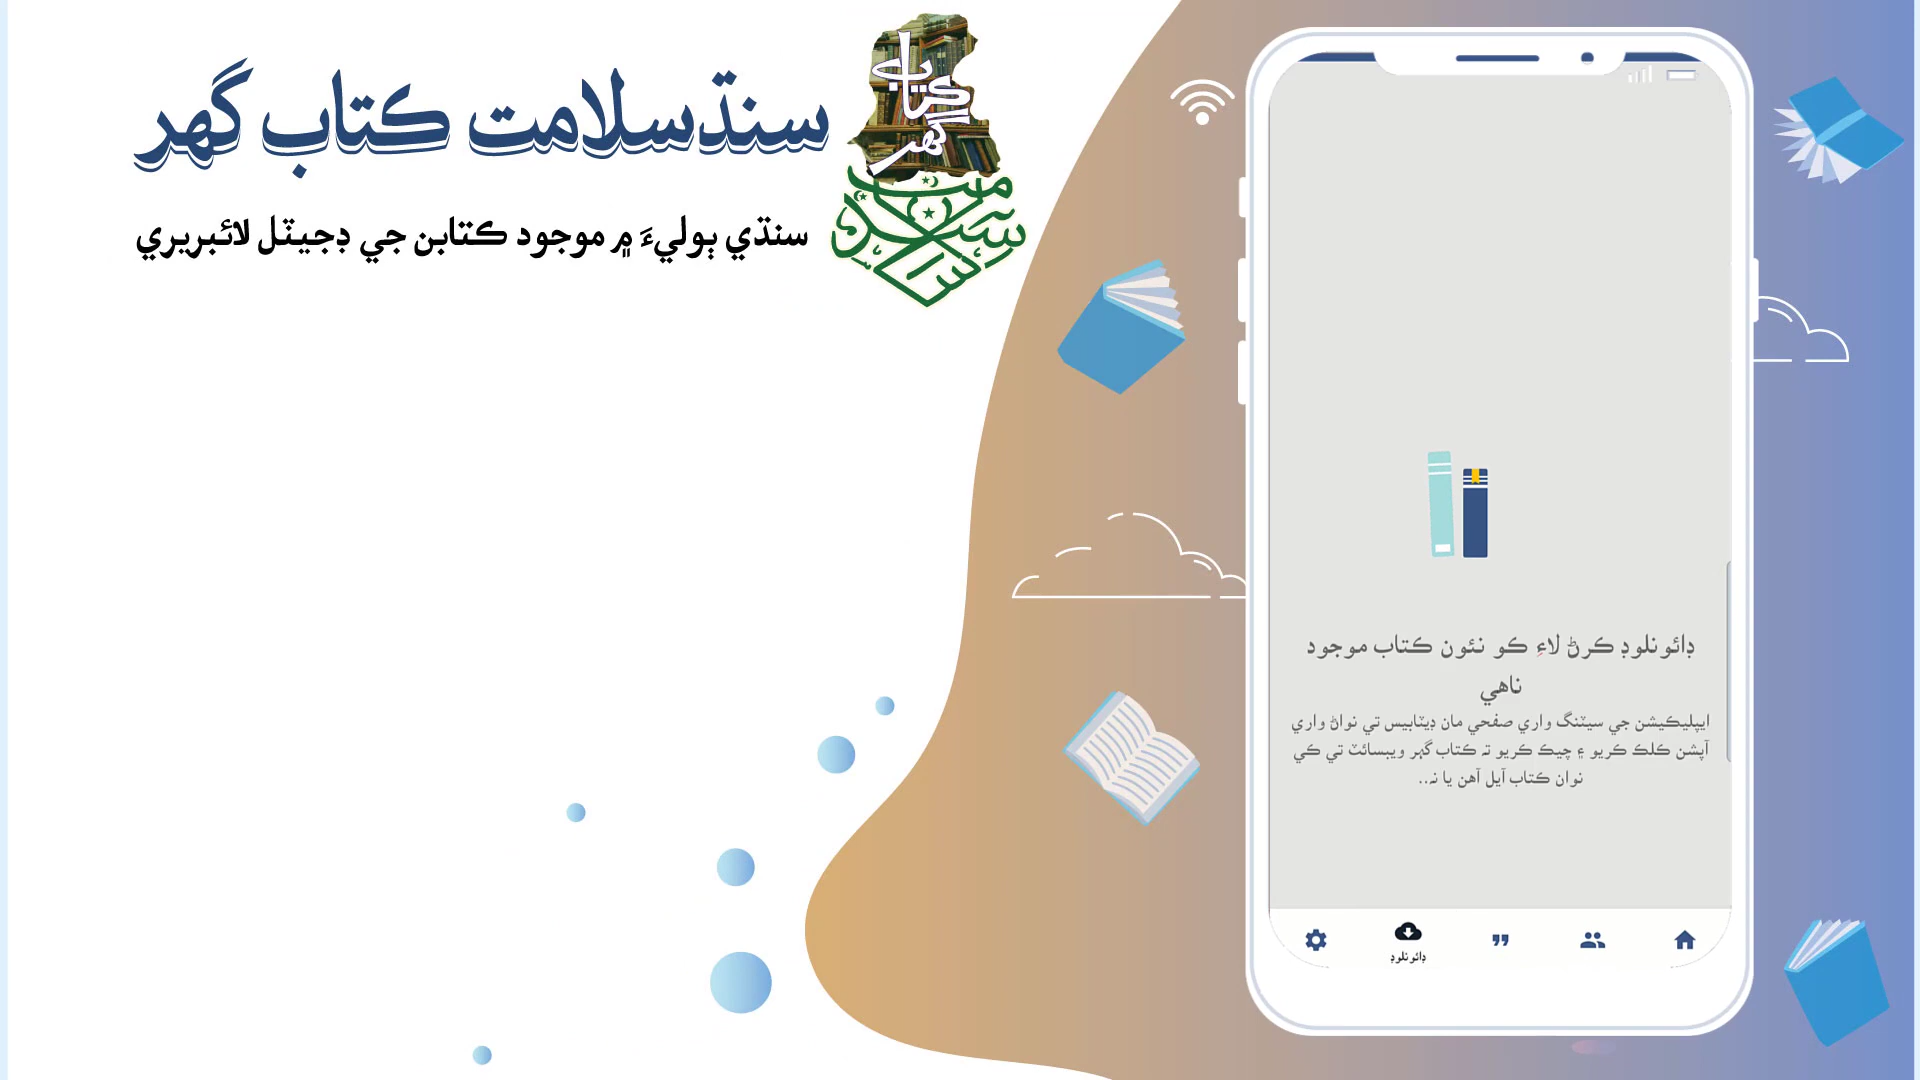 سنڌسلامت ڪتاب گهر
سنڌي ٻوليءَ ۾ موجود ڪتابن جي ڊجيٽل لائبريري
ڪتاب گهر
سنڌ سلامت
ڊائونلوڊ ڪرڻ لاءِ ڪو نئون ڪتاب موجود
ناهي
ايپليڪيشن جي سيٽنگ واري صفحي مان ڊيٽابيس تي نوان واري
آپشن ڪلڪ ڪريو ۽ چيڪ ڪريو تہ ڪتاب گهر ويبسائٽ تي ڪي
نوان ڪتاب آيل آهن يا نہ..
ڊائونلوڊ